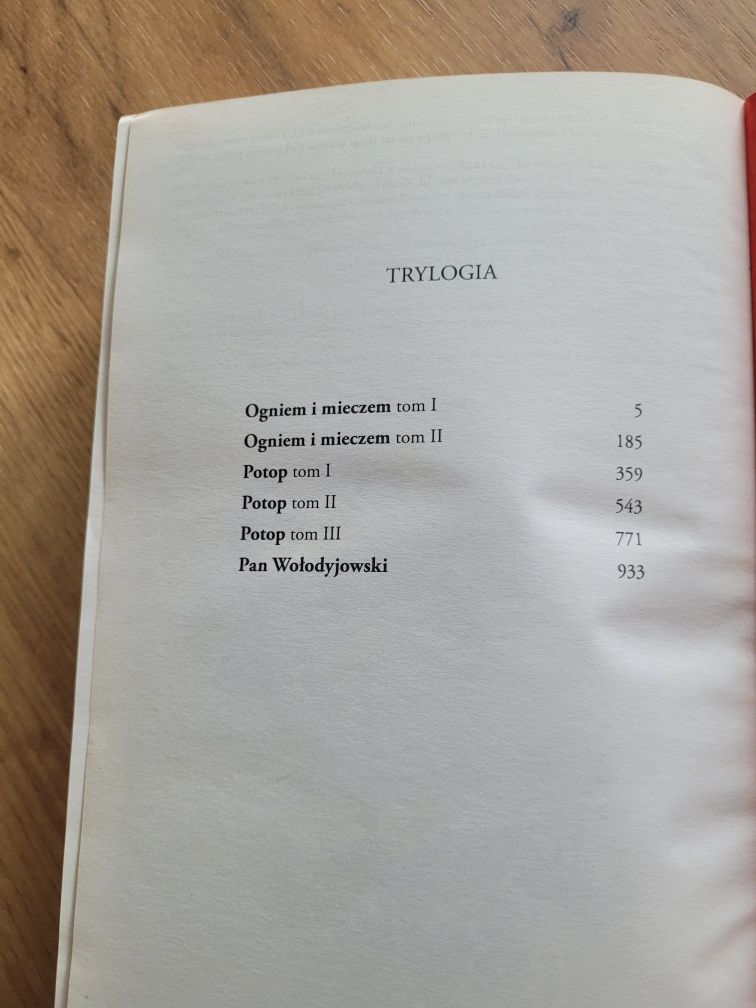 TRYLOGIA
Ogniem i mieczem tom I 5
Ogniem i mieczem tom II 185
Potop tom I 359
Potop tom II 543
Potop tom III 771
Pan Wołodyjowski 933